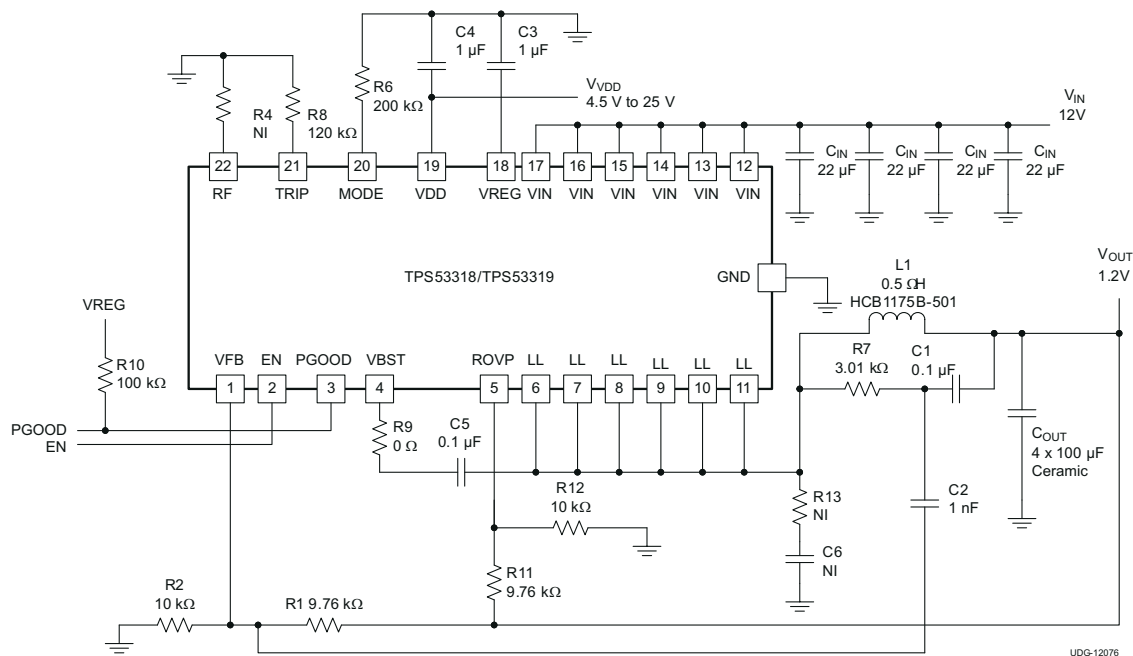 C4
1 µF
C3
1 µF
R6
200 kΩ
R4
NI
R8
120 kΩ
VVDD
4.5 V to 25 V
VIN
12V
CIN
22 µF
CIN
22 µF
CIN
22 µF
CIN
22 µF
22
21
20
19
18
17
16
15
14
13
12
RF
TRIP
MODE
VDD
VREG
VIN
VIN
VIN
VIN
VIN
VIN
TPS53318/TPS53319
GND
VOUT
1.2V
L1
0.5 ΩH
HCB1175B-501
VREG
R10
100 kΩ
VFB
EN
PGOOD
VBST
ROVP
LL
LL
LL
LL
LL
LL
1
2
3
4
5
6
7
8
9
10
11
R7
3.01 kΩ
C1
0.1 µF
PGOOD
EN
R9
0 Ω
C5
0.1 µF
COUT
4 x 100 µF
Ceramic
R12
10 kΩ
R13
NI
C2
1 nF
C6
NI
R11
9.76 kΩ
R2
10 kΩ
R1 9.76 kΩ
UDG-12076